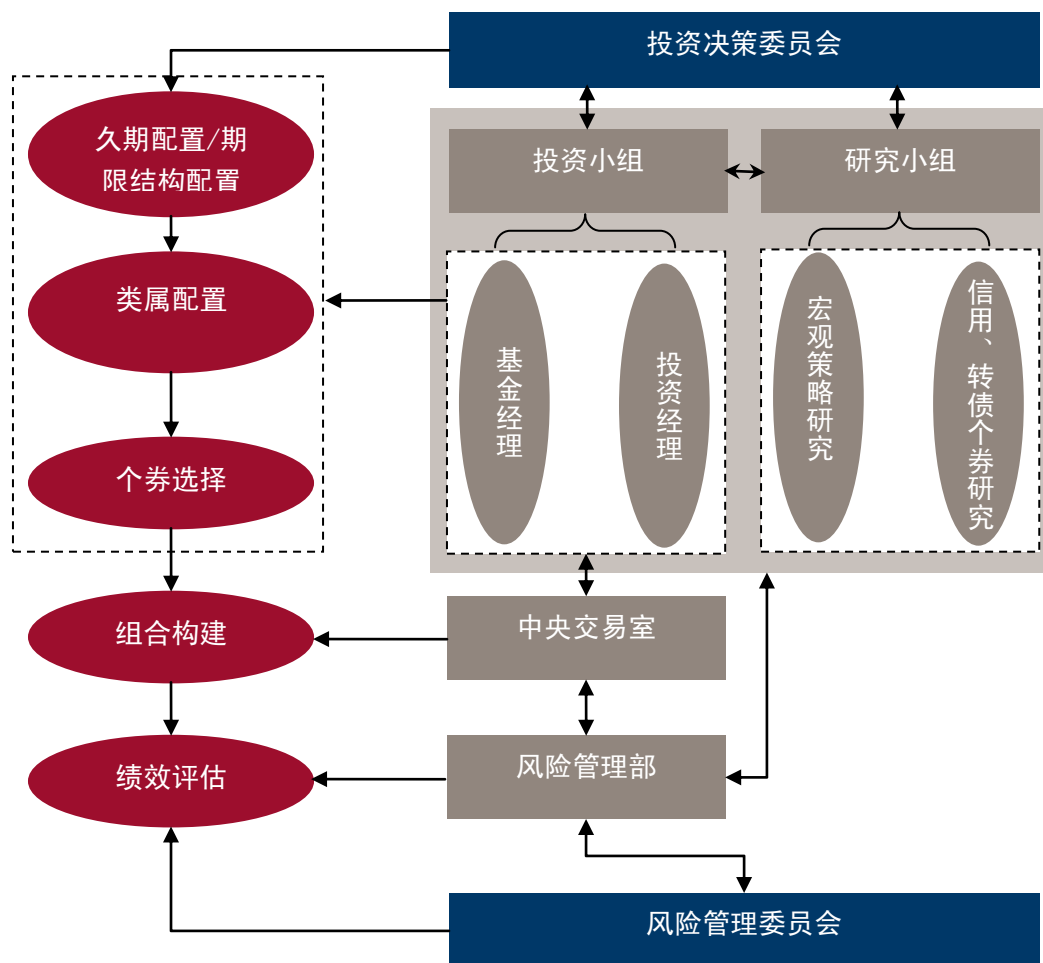 投资决策委员会
久期配置/期
限结构配置
投资小组
研究小组
类属配置
基金经理
投资经理
宏观策略研究
信用、转债个券研究
个券选择
组合构建
中央交易室
绩效评估
风险管理部
风险管理委员会